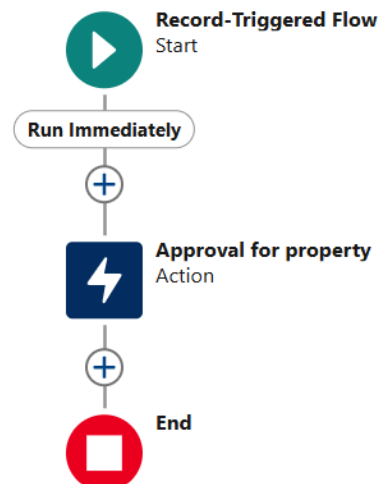 Record-Triggered Flow
Start
Run Immediately
Approval for property
Action
End